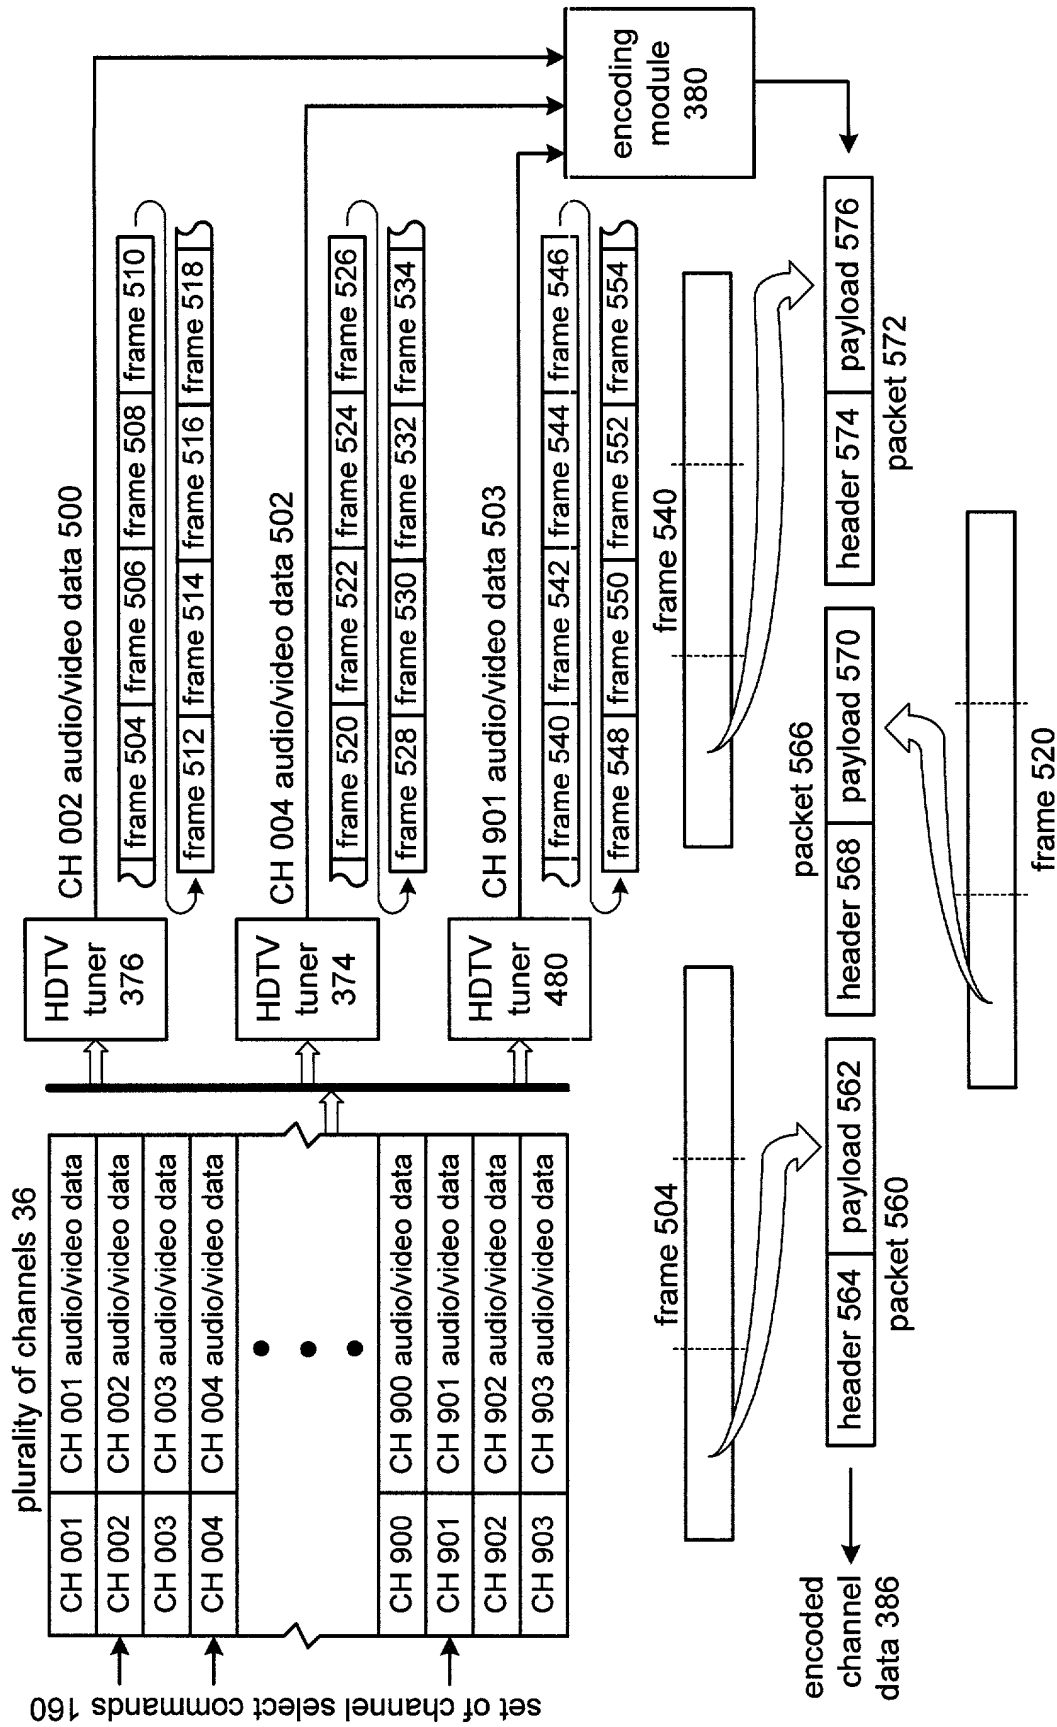 plurality of channels 36
CH 001 CH 001 audio/video data
CH 002 CH 002 audio/video data
CH 003 CH 003 audio/video data
CH 004 CH 004 audio/video data
CH 900 CH 900 audio/video data
CH 901 CH 901 audio/video data
CH 902 CH 902 audio/video data
CH 903 CH 903 audio/video data
set of channel select commands 160
HDTV
tuner
376
HDTV
tuner
374
HDTV
tuner
480
CH 002 audio/video data 500
frame 504 frame 506 frame 508 frame 510
frame 512 frame 514 frame 516 frame 518
CH 004 audio/video data 502
frame 520 frame 522 frame 524 frame 526
frame 528 frame 530 frame 532 frame 534
CH 901 audio/video data 503
frame 540 frame 542 frame 544 frame 546
frame 548 frame 550 frame 552 frame 554
encoding
module
380
frame 504
frame 540
packet 566
header 564 payload 562
header 568 payload 570
header 574 payload 576
packet 560
packet 572
frame 520
encoded
channel
data 386